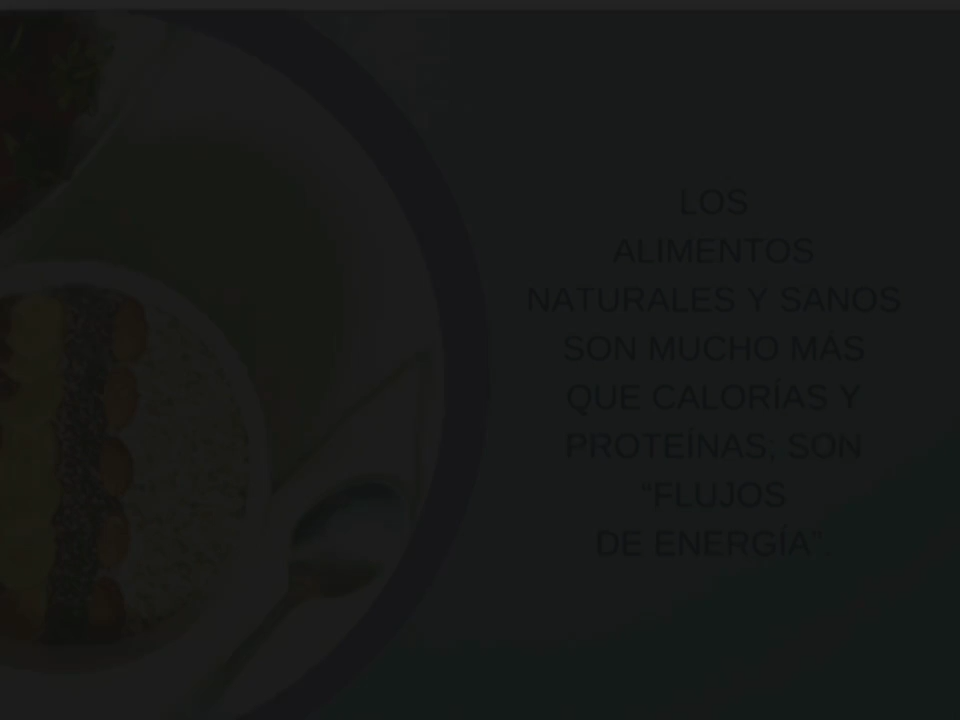 LOS
ALIMENTOS
NATURALES Y SANOS
SON MUCHO MÁS
QUE CALORÍAS Y
PROTEÍNAS; SON
“FLUJOS
DE ENERGÍA”.